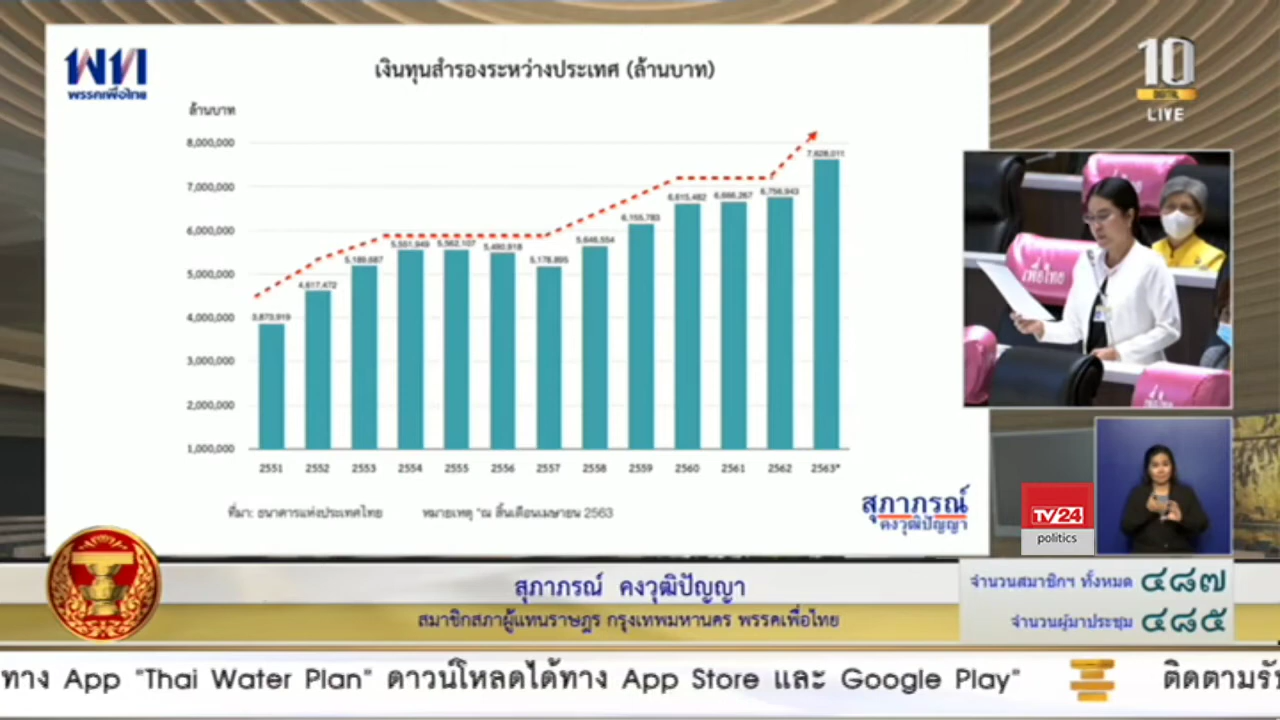 พท
พรรคเพื่อไทย
เงินทุนสำรองระหว่างประเทศ (ล้านบาท)
10
DIGITAL
LIVE
ล้านบาท
8,000,000
7,000,000
6,000,000
5,000,000
4,000,000
3,000,000
2,000,000
1,000,000
3,873,919
4,617,472
5,189,687
5,551,949
5,562,107
5,490,918
5,178,895
5,646,554
6,155,783
6,615,482
6,666,267
6,756,943
7,628,011
2551 2552 2553 2554 2555 2556 2557 2558 2559 2560 2561 2562 2563*
ที่มา: ธนาคารแห่งประเทศไทย หมายเหตุ *ณ สิ้นเดือนเมษายน 2563
สุภาภรณ์
คงวุฒิปัญญา
เพื่อไทย
TV24
politics
สุภาภรณ์ คงวุฒิปัญญา
สมาชิกสภาผู้แทนราษฎร กรุงเทพมหานคร พรรคเพื่อไทย
จำนวนสมาชิกฯ ทั้งหมด ๔๘๗
จำนวนผู้มาประชุม ๔๘๕
ทาง App "Thai Water Plan" ดาวน์โหลดได้ทาง App Store และ Google Play" ติดตามรับ